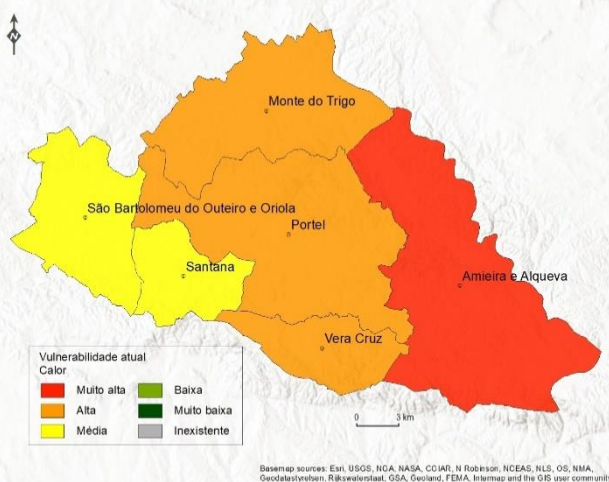 N
Monte do Trigo
São Bartolomeu do Outeiro e Oriola
Portel
Santana
Amieira e Alqueva
Vera Cruz
Vulnerabilidade atual
Calor
Muito alta
Baixa
Alta
Muito baixa
Média
Inexistente
0 3 km
Basemap sources: Esri, USGS, NGA, NASA, CGIAR, N Robinson, NCEAS, NLS, OS, NMA,
Geodatastyrelsen, Rijkswaterstaat, GSA, Geoland, FEMA, Intermap and the GIS user communit